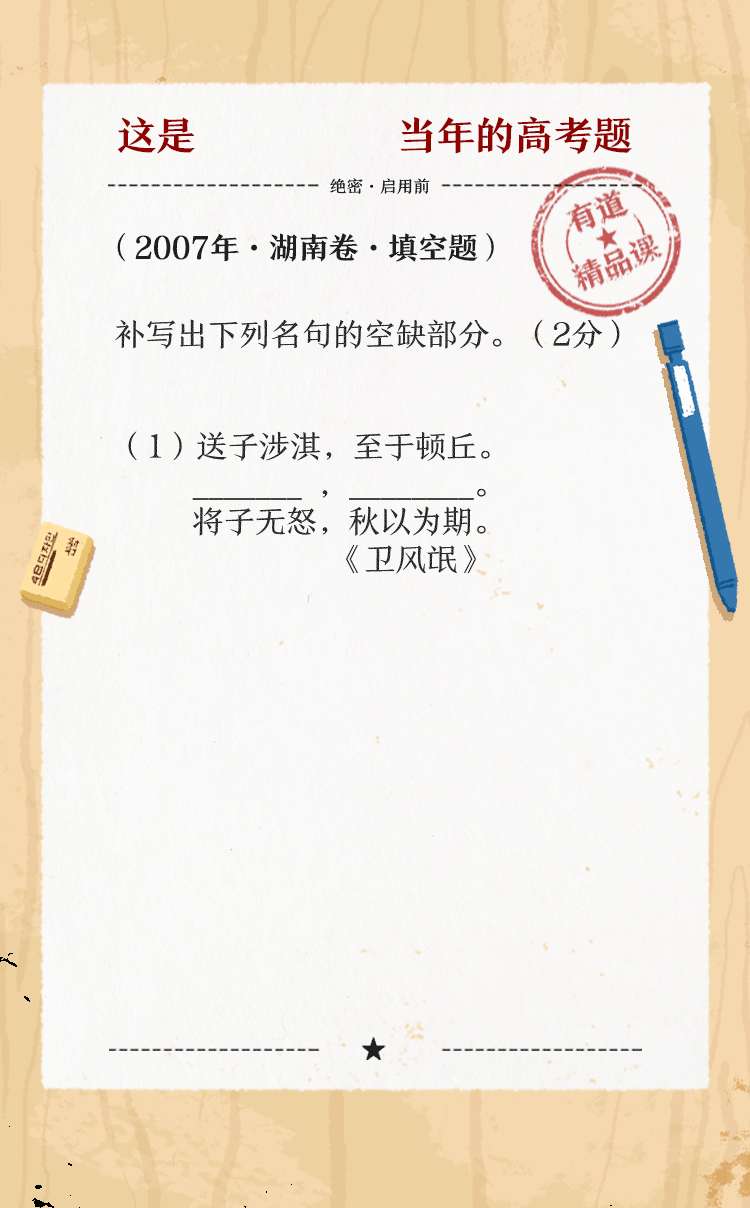 这是 当年的高考题
绝密·启用前
（2007年·湖南卷·填空题）
有道
精品课
补写出下列名句的空缺部分。（2分）
（1）送子涉淇，至于顿丘。
_______ ，________。
将子无怒，秋以为期。
《卫风氓》